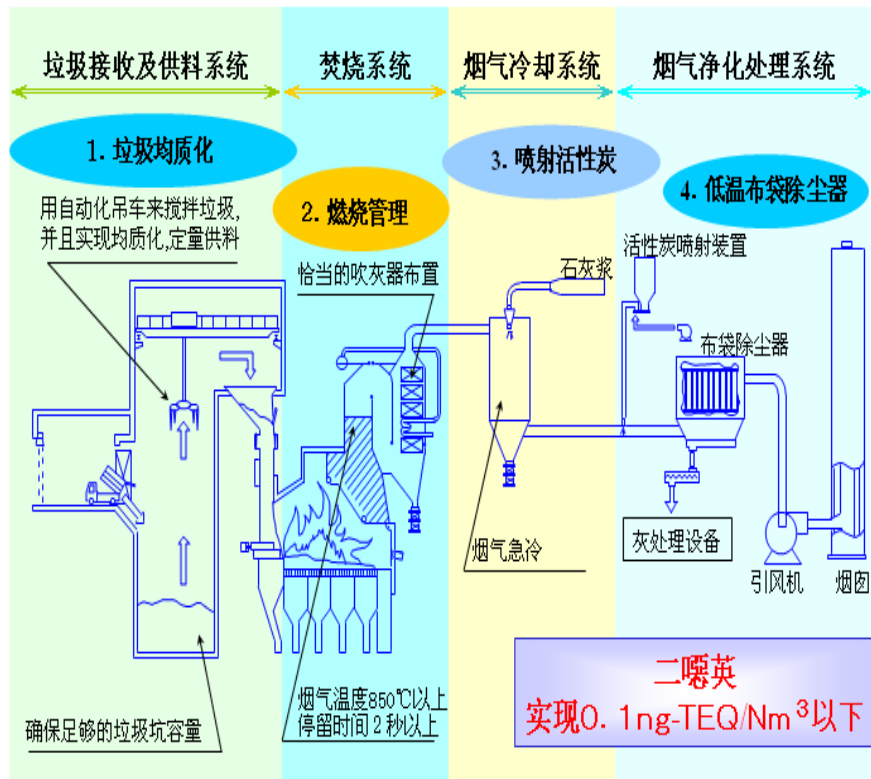 垃圾接收及供料系统
焚烧系统
烟气冷却系统
烟气净化处理系统
1. 垃圾均质化
2. 燃烧管理
3. 喷射活性炭
4. 低温布袋除尘器
用自动化吊车来搅拌垃圾,
并且实现均质化,定量供料
恰当的吹灰器布置
石灰浆
活性炭喷射装置
布袋除尘器
烟气急冷
灰处理设备
引风机
烟囱
确保足够的垃圾坑容量
烟气温度850℃以上
停留时间2秒以上
二噁英
实现0.1ng-TEQ/Nm³以下